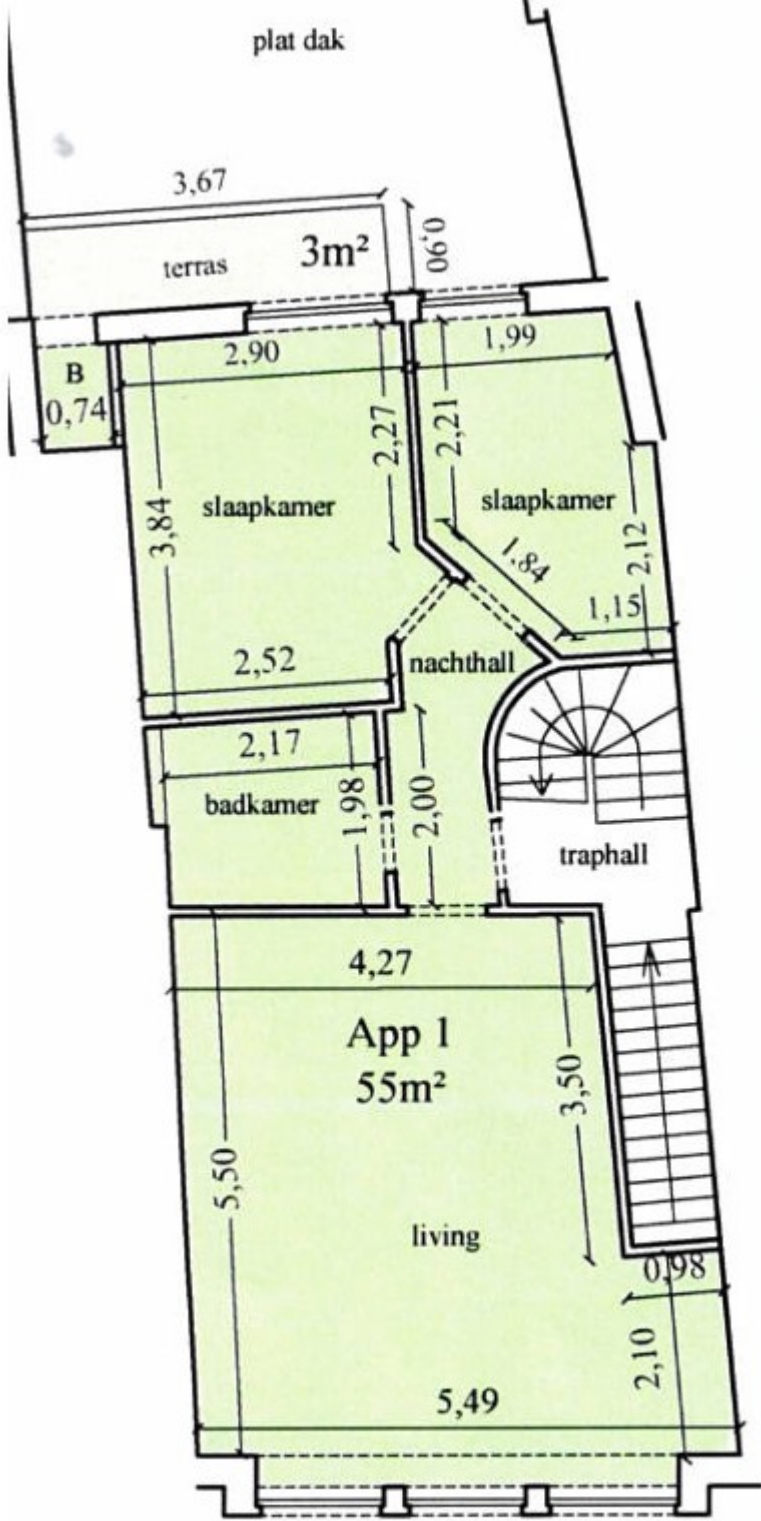 plat dak
3,67
terras
3m²
0,90
B
0,74
2,90
1,99
2,27
2,21
3,84
slaapkamer
slaapkamer
1,84
2,12
1,15
2,52
nachthall
2,17
badkamer
1,98
2,00
traphall
4,27
App 1
55m²
3,50
5,50
living
0,98
2,10
5,49